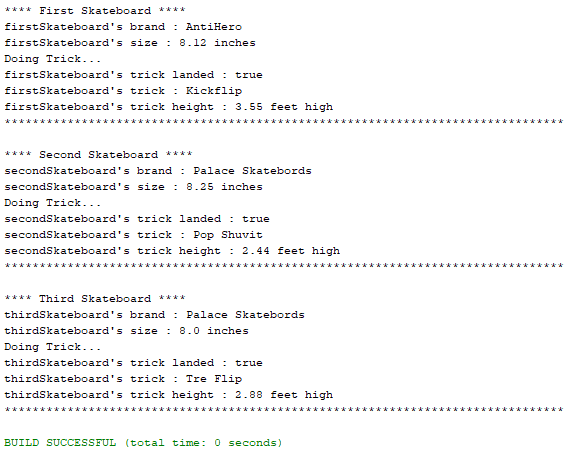 **** First Skateboard ****
firstSkateboard's brand : AntiHero
firstSkateboard's size : 8.12 inches
Doing Trick...
firstSkateboard's trick landed : true
firstSkateboard's trick : Kickflip
firstSkateboard's trick height : 3.55 feet high
********************************************************************************
**** Second Skateboard ****
secondSkateboard's brand : Palace Skatebords
secondSkateboard's size : 8.25 inches
Doing Trick...
secondSkateboard's trick landed : true
secondSkateboard's trick : Pop Shuvit
secondSkateboard's trick height : 2.44 feet high
********************************************************************************
**** Third Skateboard ****
thirdSkateboard's brand : Palace Skatebords
thirdSkateboard's size : 8.0 inches
Doing Trick...
thirdSkateboard's trick landed : true
thirdSkateboard's trick : Tre Flip
thirdSkateboard's trick height : 2.88 feet high
********************************************************************************
BUILD SUCCESSFUL (total time: 0 seconds)